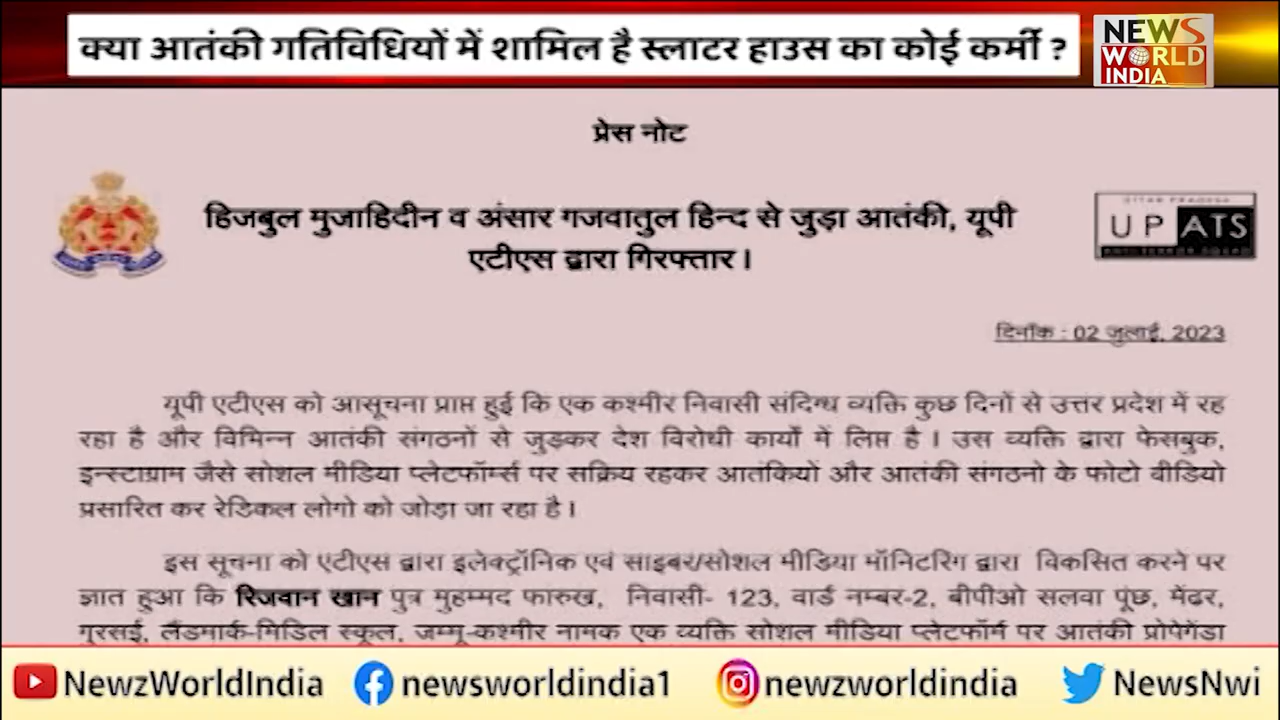 क्या आतंकी गतिविधियों में शामिल है स्लाटर हाउस का कोई कर्मी ?
NEWS
WORLD
INDIA
प्रेस नोट
हिजबुल मुजाहिदीन व अंसार गजवातुल हिन्द से जुड़ा आतंकी, यूपी
एटीएस द्वारा गिरफ्तार।
UTTAR PRADESH
UP ATS
दिनाँक : 02 जुलाई, 2023
यूपी एटीएस को आसूचना प्राप्त हुई कि एक कश्मीर निवासी संदिग्ध व्यक्ति कुछ दिनों से उत्तर प्रदेश में रह
रहा है और विभिन्न आतंकी संगठनों से जुड़कर देश विरोधी कार्यों में लिप्त है। उस व्यक्ति द्वारा फेसबुक,
इन्स्टाग्राम जैसे सोशल मीडिया प्लेटफॉर्म्स पर सक्रिय रहकर आतंकियों और आतंकी संगठनो के फोटो वीडियो
प्रसारित कर रेडिकल लोगो को जोड़ा जा रहा है।
इस सूचना को एटीएस द्वारा इलेक्ट्रॉनिक एवं साइबर/सोशल मीडिया मॉनिटरिंग द्वारा विकसित करने पर
ज्ञात हुआ कि रिजवान खान पुत्र मुहम्मद फारुख, निवासी- 123, वार्ड नम्बर-2, बीपीओ सलवा पूंछ, मेंढर,
गुरसई, लैंडमार्क-मिडिल स्कूल, जम्मू-कश्मीर नामक एक व्यक्ति सोशल मीडिया प्लेटफॉर्म पर आतंकी प्रोपेगेंडा
NewzWorldIndia newsworldindia1 newzworldindia NewsNwi